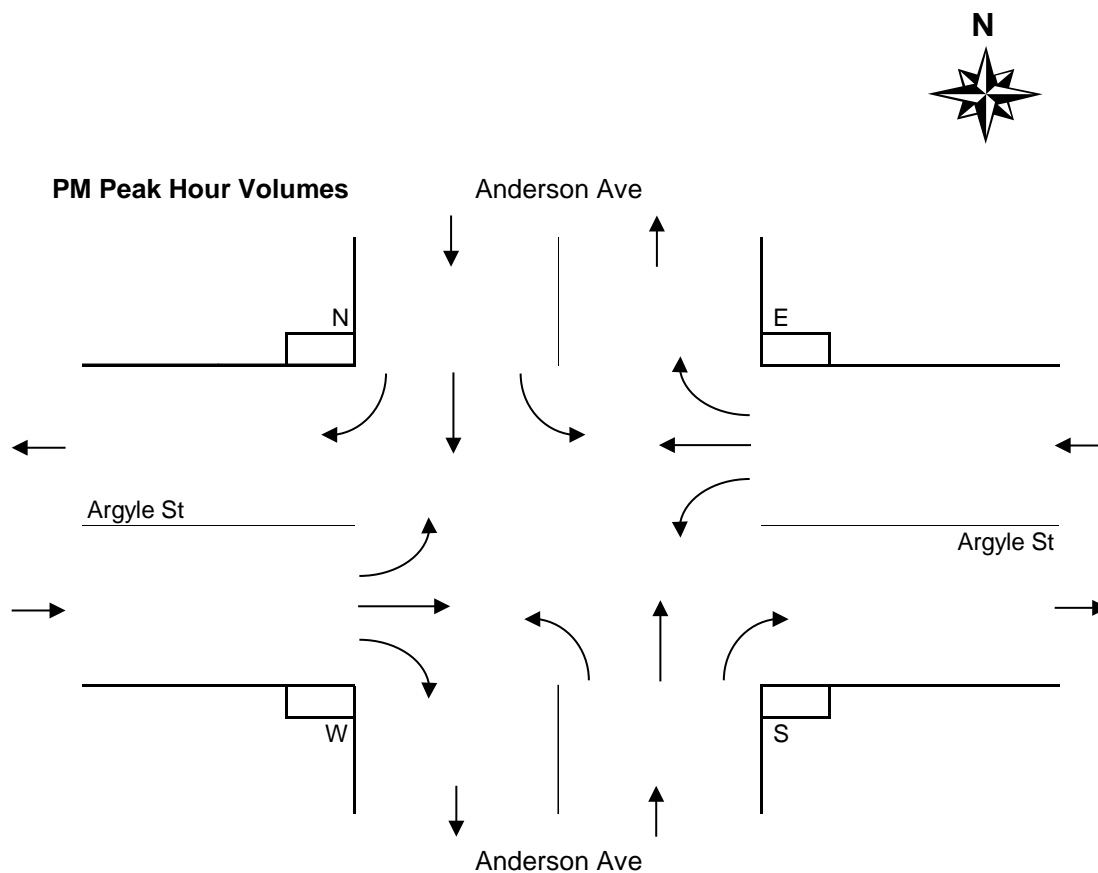 N
PM Peak Hour Volumes
Anderson Ave
N
E
Argyle St
Argyle St
W
S
Anderson Ave